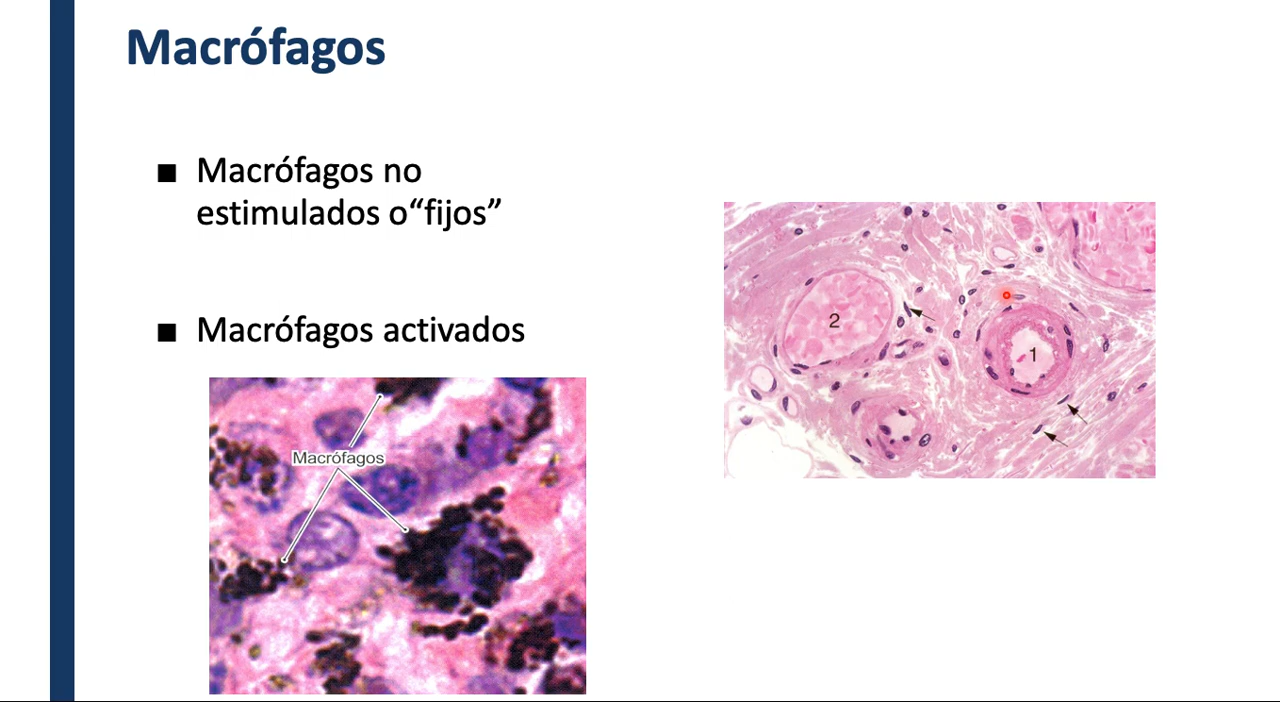 Macrófagos
■ Macrófagos no
estimulados o“fijos”
■ Macrófagos activados
Macrófagos
2
1